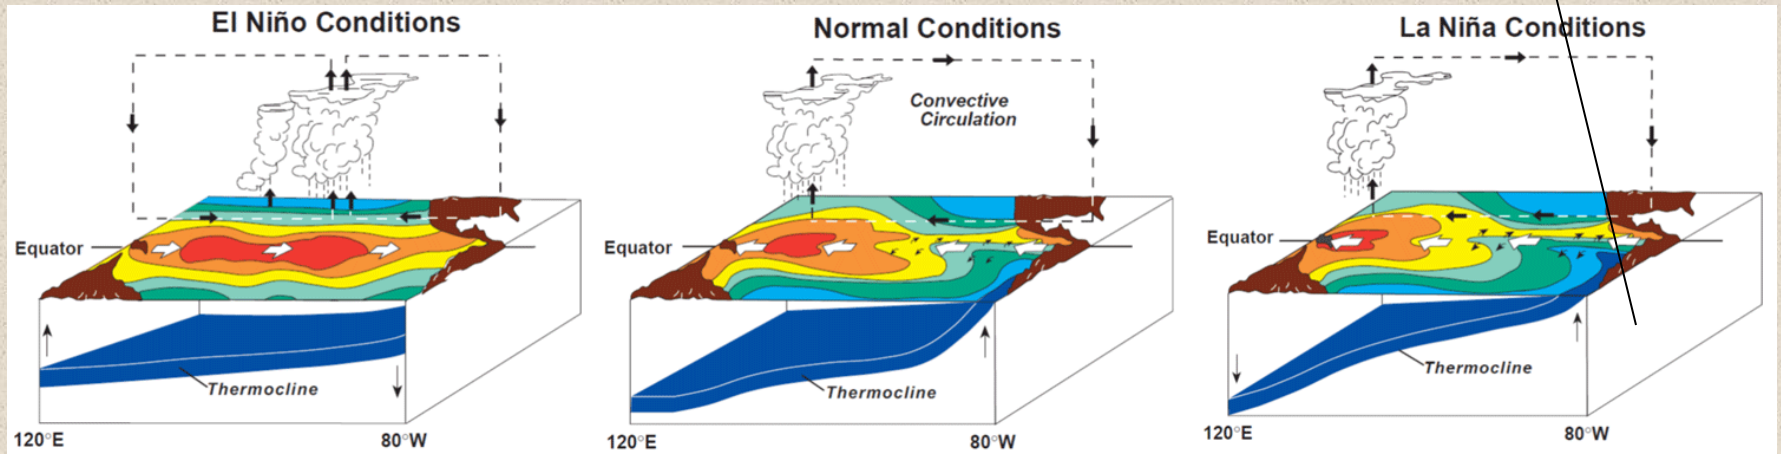 El Niño Conditions
Equator
Thermocline
120°E
80°W
Normal Conditions
Convective
Circulation
Equator
Thermocline
120°E
80°W
La Niña Conditions
Equator
Thermocline
120°E
80°W